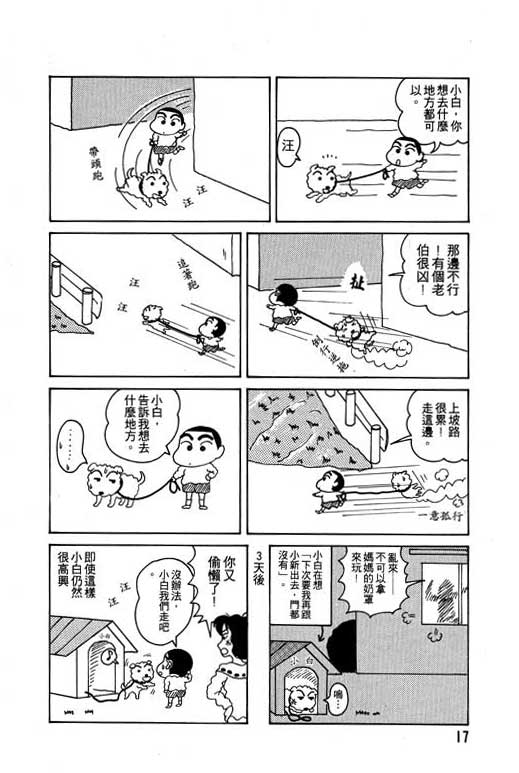 小白，你
想去什麼
地方都可
以。
汪
帶頭跑
汪
汪
那邊不行
！有個老
伯很凶！
扯
倒行逆拖
追著跑
汪
汪
上坡路
很累！
走這邊。
一意孤行
小白，
告訴我想去
什麼地方。
………
亂來——
不可以拿
媽媽的奶罩
來玩！
小白在想
「下次要我再跟
小新出去，門都
沒有」。
小白
嗚…
3天後
你又
偷懶了！
沒辦法，
小白我們走吧
小白
汪
汪
即使這樣
小白仍然
很高興
17